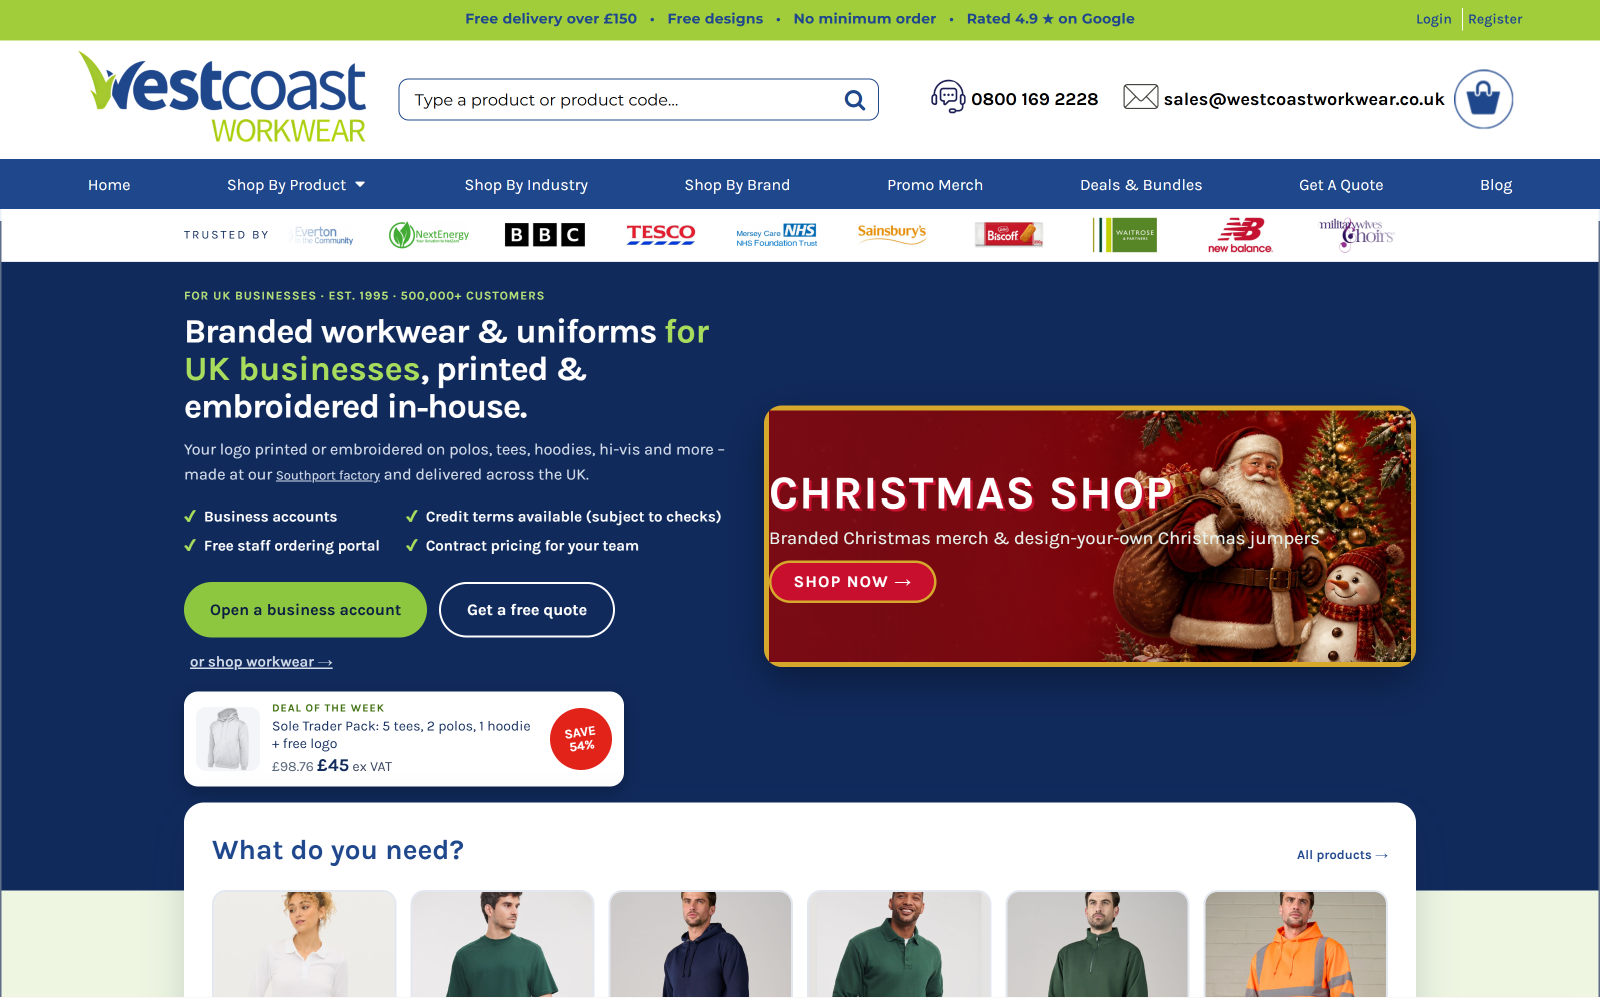 Free delivery over £150 • Free designs • No minimum order • Rated 4.9 ★ on Google
Login Register
Westcoast
WORKWEAR
Type a product or product code...
0800 169 2228
sales@westcoastworkwear.co.uk
Home Shop By Product Shop By Industry Shop By Brand Promo Merch Deals & Bundles Get A Quote Blog
TRUSTED BY
Everton
in the Community
NextEnergy
BBC
TESCO
Mersey Care NHS
NHS Foundation Trust
Sainsbury's
Lotus
Biscoff
WAITROSE
& PARTNERS
new balance
militarywives
Choirs
FOR UK BUSINESSES · EST. 1995 · 500,000+ CUSTOMERS
Branded workwear & uniforms for
UK businesses, printed &
embroidered in-house.
Your logo printed or embroidered on polos, tees, hoodies, hi-vis and more –
made at our Southport factory and delivered across the UK.
✓ Business accounts
✓ Credit terms available (subject to checks)
✓ Free staff ordering portal
✓ Contract pricing for your team
Open a business account
Get a free quote
or shop workwear →
CHRISTMAS SHOP
Branded Christmas merch & design-your-own Christmas jumpers
SHOP NOW →
DEAL OF THE WEEK
Sole Trader Pack: 5 tees, 2 polos, 1 hoodie
+ free logo
£98.76 £45 ex VAT
SAVE
54%
What do you need?
All products →